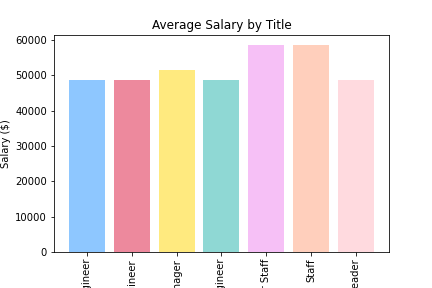 Average Salary by Title
Salary ($)
60000
50000
40000
30000
20000
10000
0
gineer
ineer
nager
gineer
r Staff
Staff
eader